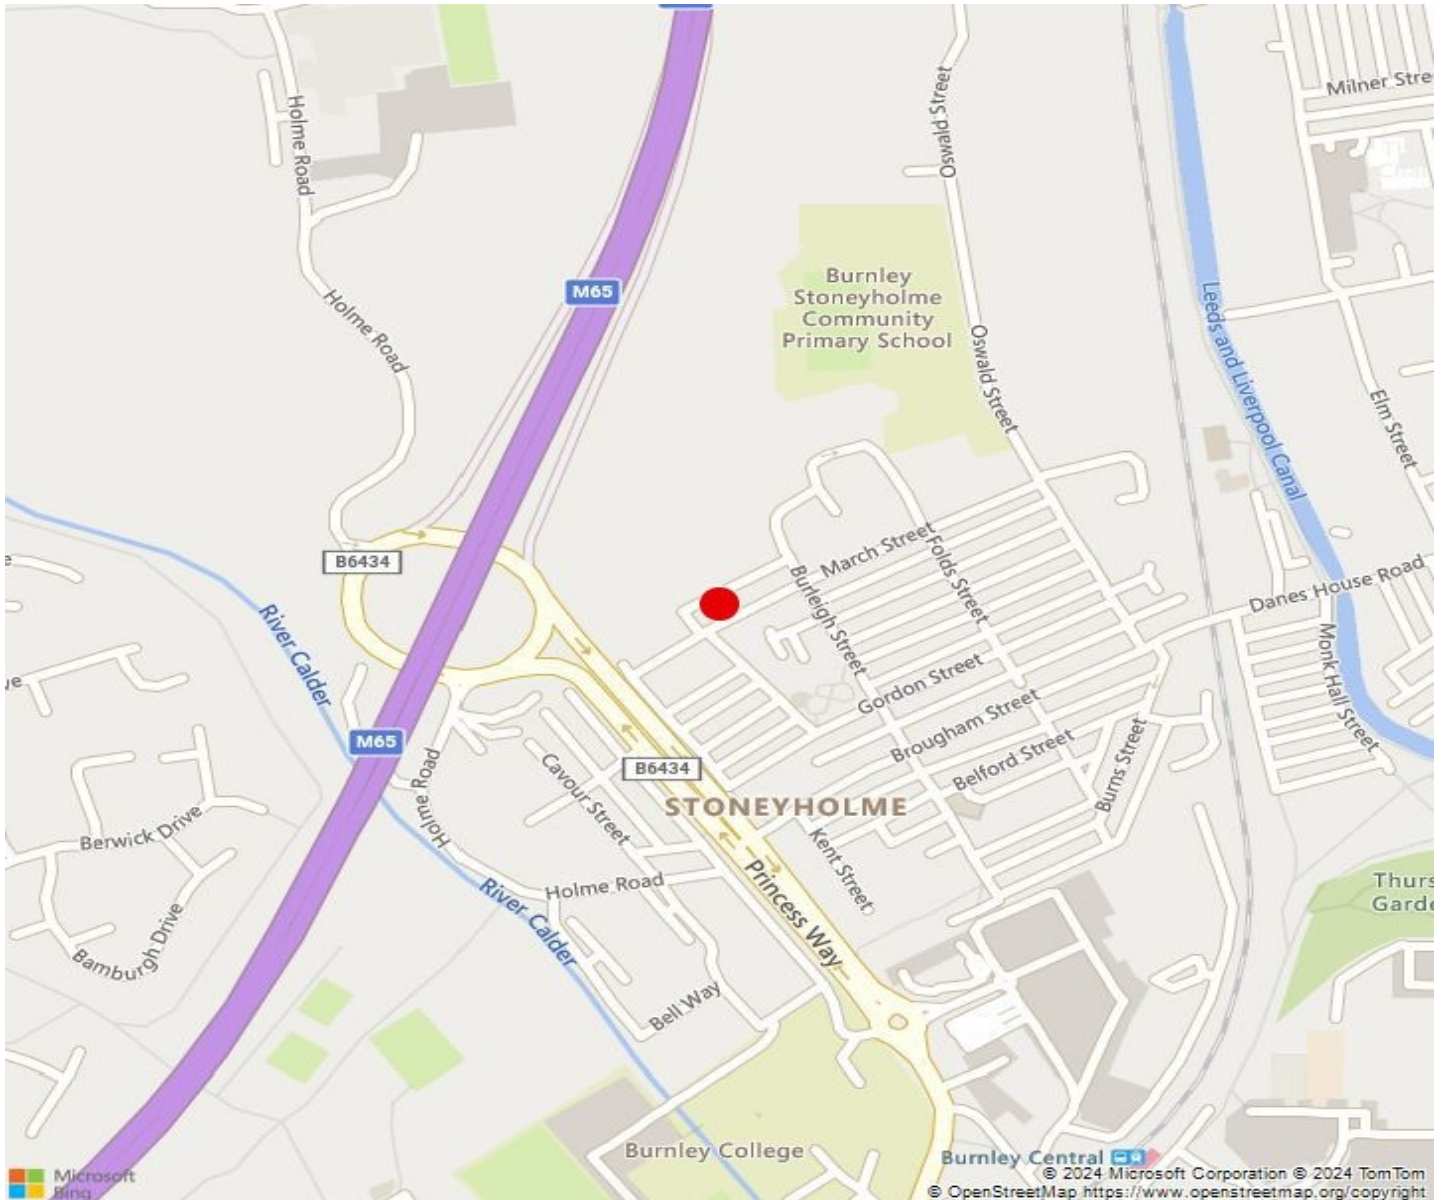 Milner Stre
Oswald Street
Holme Road
Burnley
Stoneyholme
Community
Primary School
M65
Leeds and Liverpool Canal
Holme Road
Oswald Street
Elm Street
March Street
Folds Street
B6434
Burleigh Street
Danes House Road
River Calder
Monk Hall Street
Gordon Street
Brougham Street
M65
Belford Street
Burns Street
B6434
Holme Road
Cavour Street
STONEYHOLME
Berwick Drive
Kent Street
Holme Road
Princess Way
Thurs
Garde
River Calder
Bamburgh Drive
Bell Way
Burnley College
Burnley Central
Microsoft
Bing
© 2024 Microsoft Corporation © 2024 TomTom
© OpenStreetMap https://www.openstreetmap.org/copyright